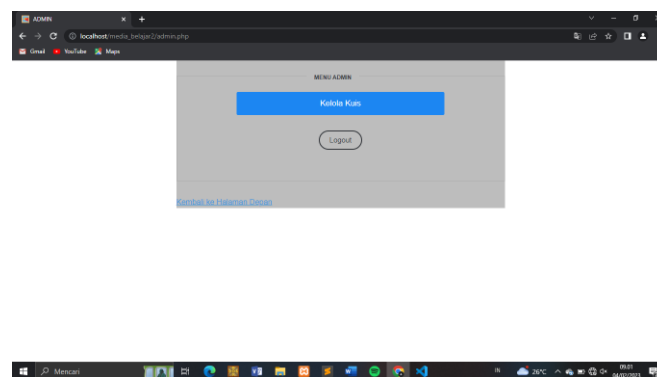 ADMIN
localhost/media_belajar2/admin.php
Gmail YouTube Maps
MENU ADMIN
Kelola Kuis
Logout
Kembali ke Halaman Depan
Mencari
IN
26°C
09.01